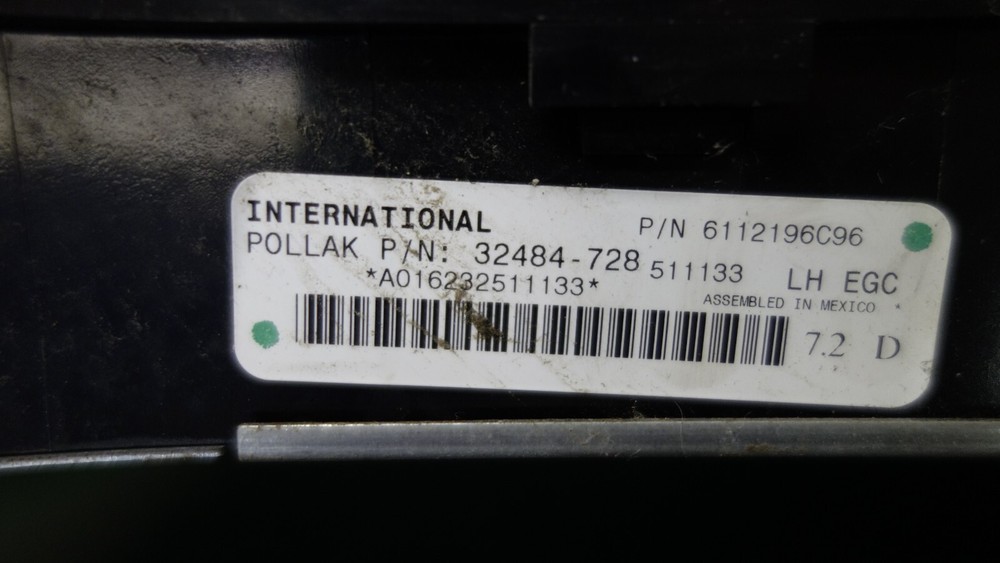 INTERNATIONAL P/N 6112196C96
POLLAK P/N: 32484-728 511133 LH EGC
*A016232511133* ASSEMBLED IN MEXICO *
7.2 D